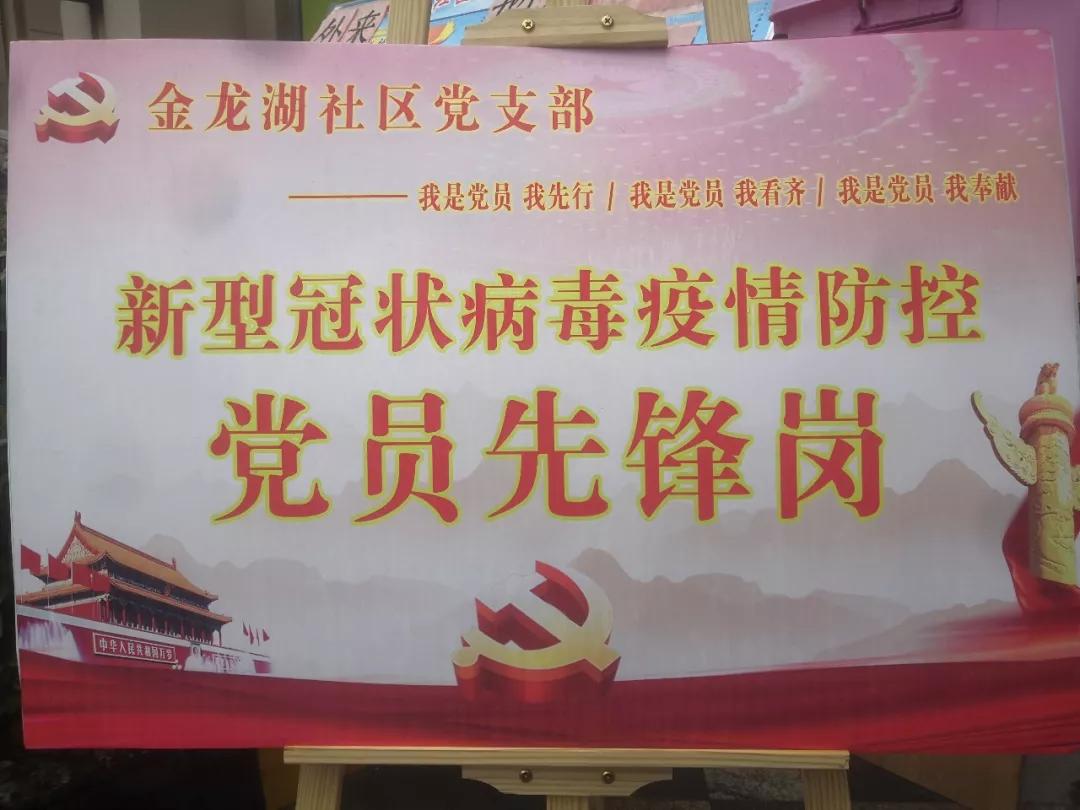 外来
金龙湖社区党支部
———我是党员 我先行 / 我是党员 我看齐 / 我是党员 我奉献
新型冠状病毒疫情防控
党员先锋岗
中华人民共和国万岁